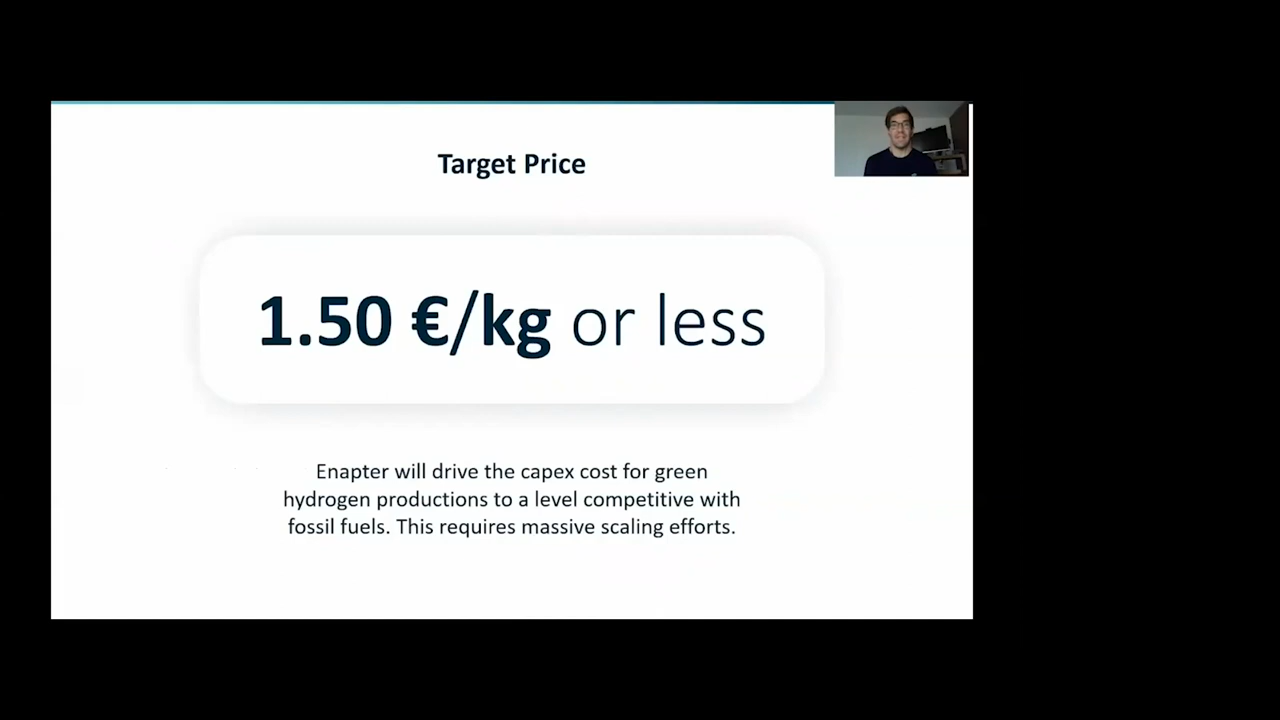 Target Price
1.50 €/kg or less
Enapter will drive the capex cost for green
hydrogen productions to a level competitive with
fossil fuels. This requires massive scaling efforts.